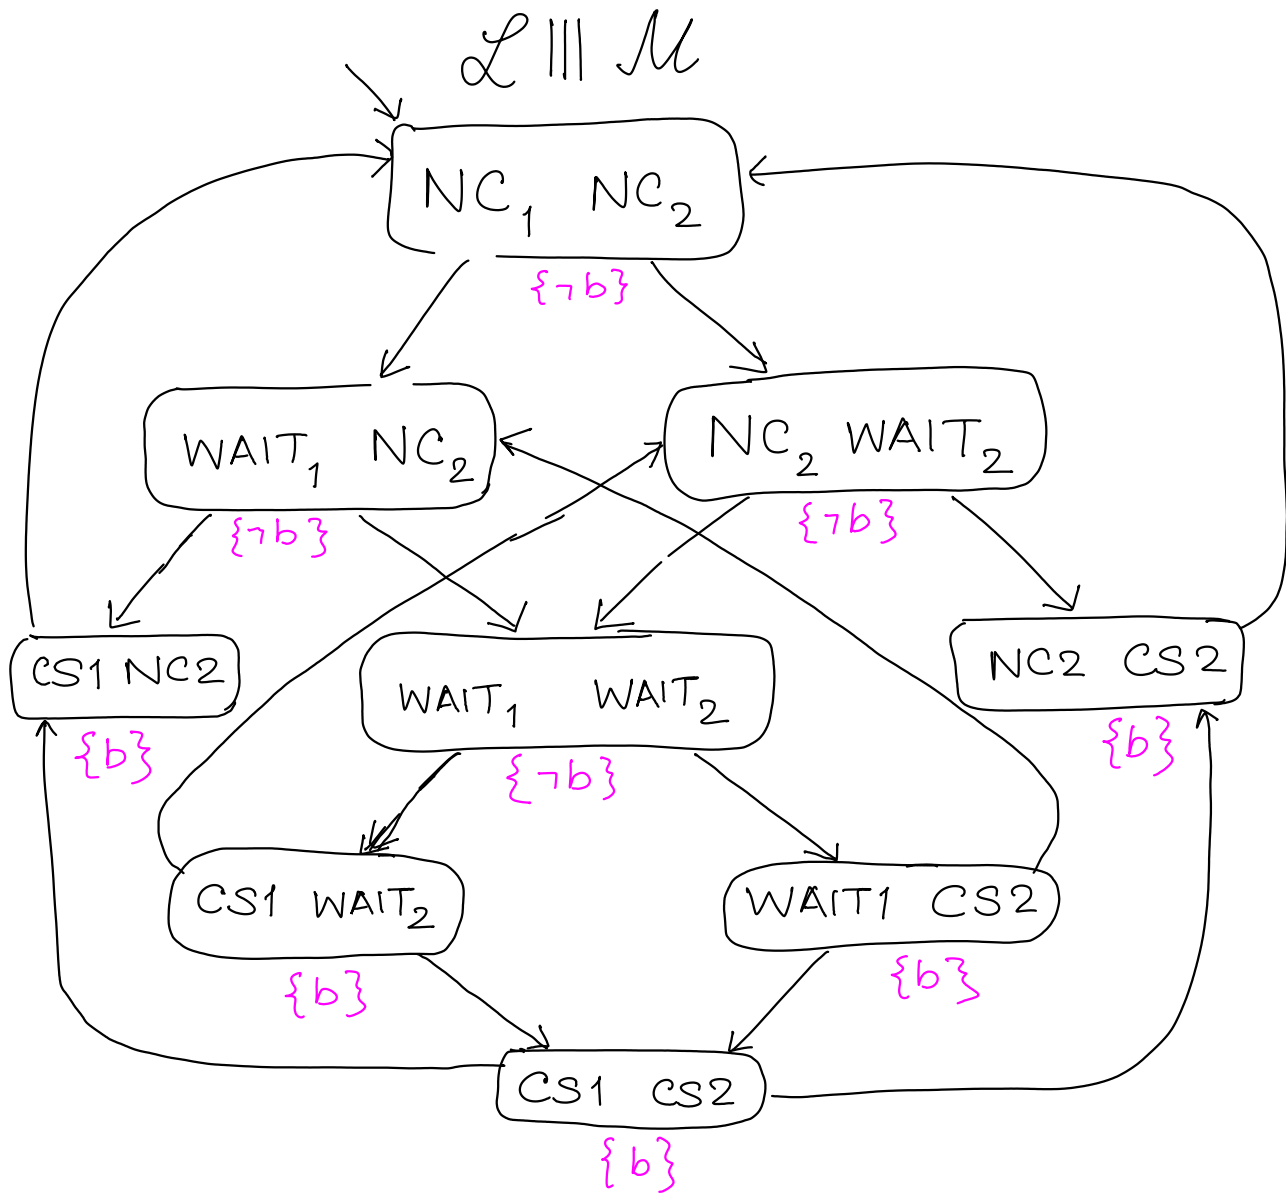 ℒ ||| ℳ
NC₁ NC₂
{¬b}
WAIT₁ NC₂
NC₂ WAIT₂
{¬b}
{¬b}
CS1 NC2
WAIT₁ WAIT₂
NC2 CS2
{b}
{¬b}
{b}
CS1 WAIT₂
WAIT1 CS2
{b}
{b}
CS1 CS2
{b}